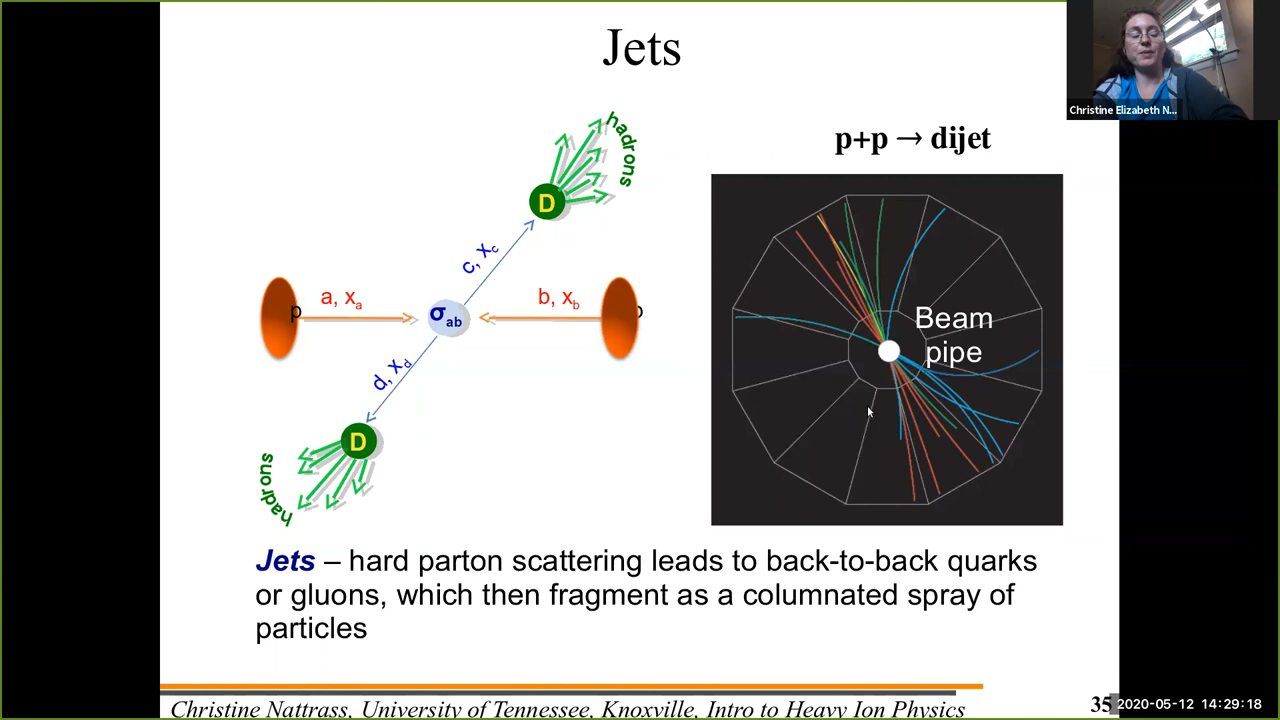 Jets
Christine Elizabeth N...
p+p → dijet
hadrons
D
c, xc
p
a, xa
σab
b, xb
d, xd
D
hadrons
Beam
pipe
Jets – hard parton scattering leads to back-to-back quarks
or gluons, which then fragment as a columnated spray of
particles
Christine Nattrass, University of Tennessee, Knoxville, Intro to Heavy Ion Physics
35
2020-05-12 14:29:18